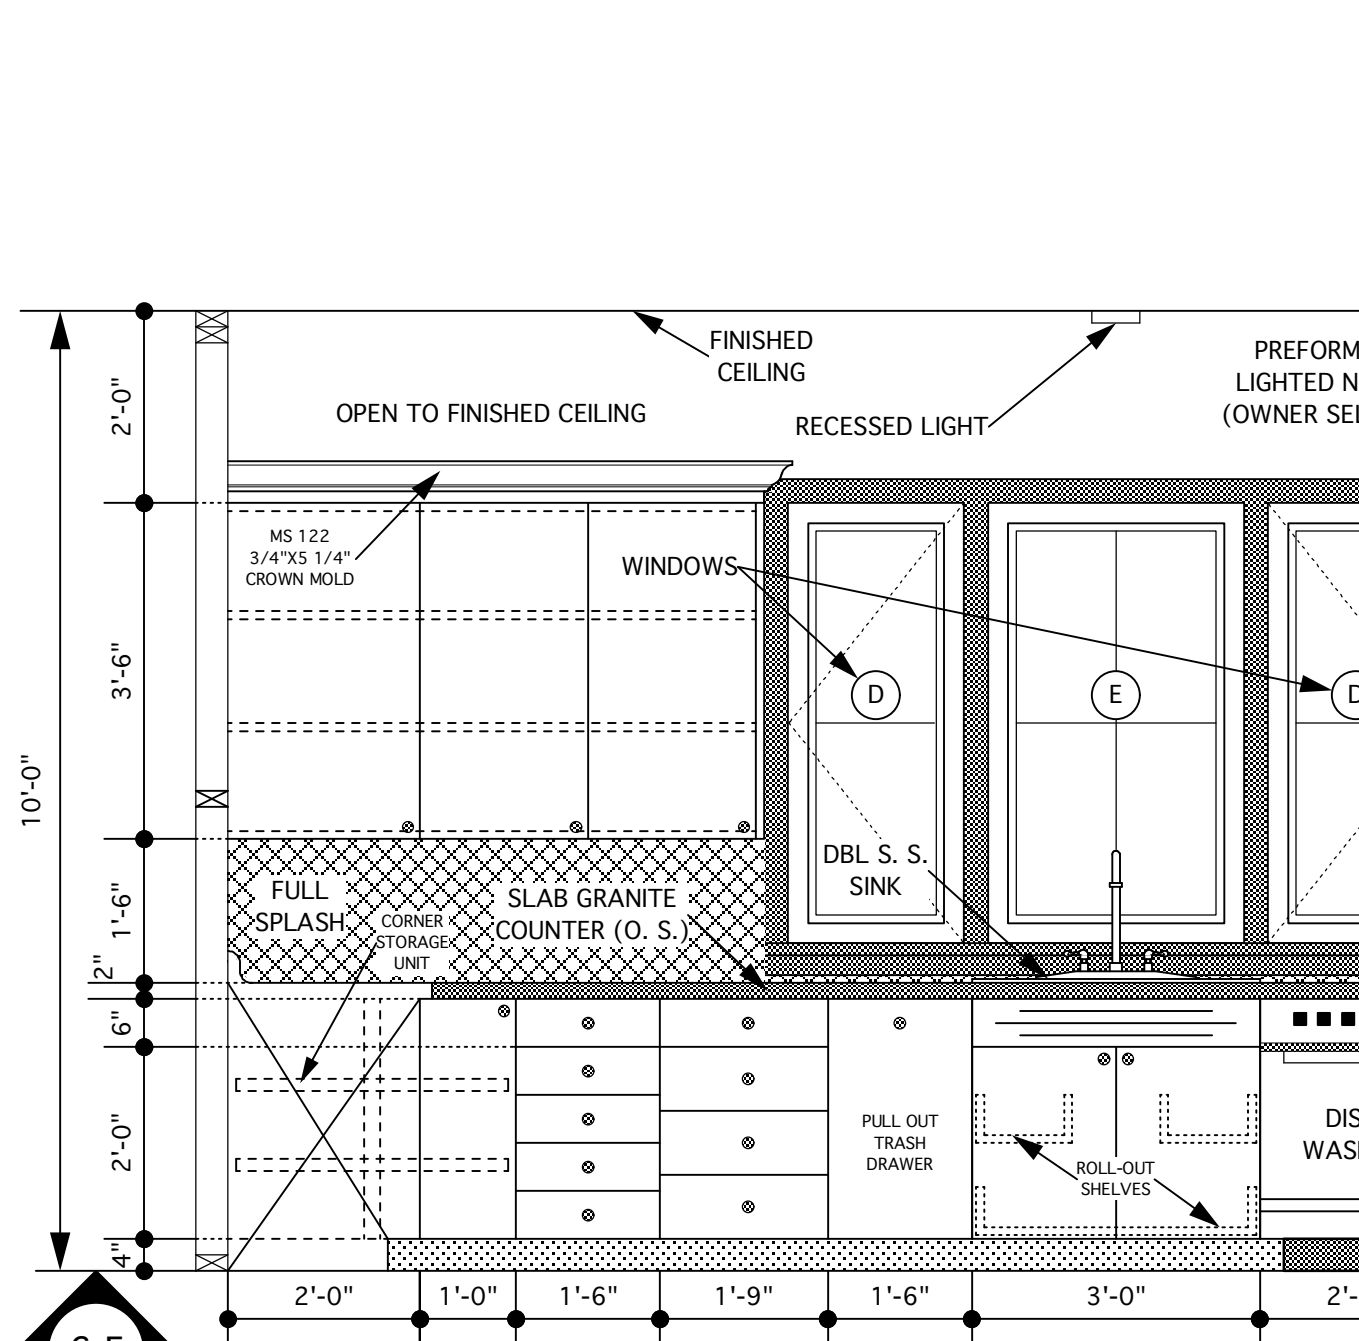 FINISHED
CEILING
PREFORM
LIGHTED N
(OWNER SEL
OPEN TO FINISHED CEILING
RECESSED LIGHT
2'-0"
MS 122
3/4"X5 1/4"
CROWN MOLD
WINDOWS
3'-6"
D
E
D
10'-0"
DBL S. S.
SINK
FULL
SPLASH
SLAB GRANITE
COUNTER (O. S.)
CORNER
STORAGE
UNIT
1'-6"
2"
6"
2'-0"
PULL OUT
TRASH
DRAWER
DIS
WAS
ROLL-OUT
SHELVES
4"
2'-0"
1'-0"
1'-6"
1'-9"
1'-6"
3'-0"
2'-